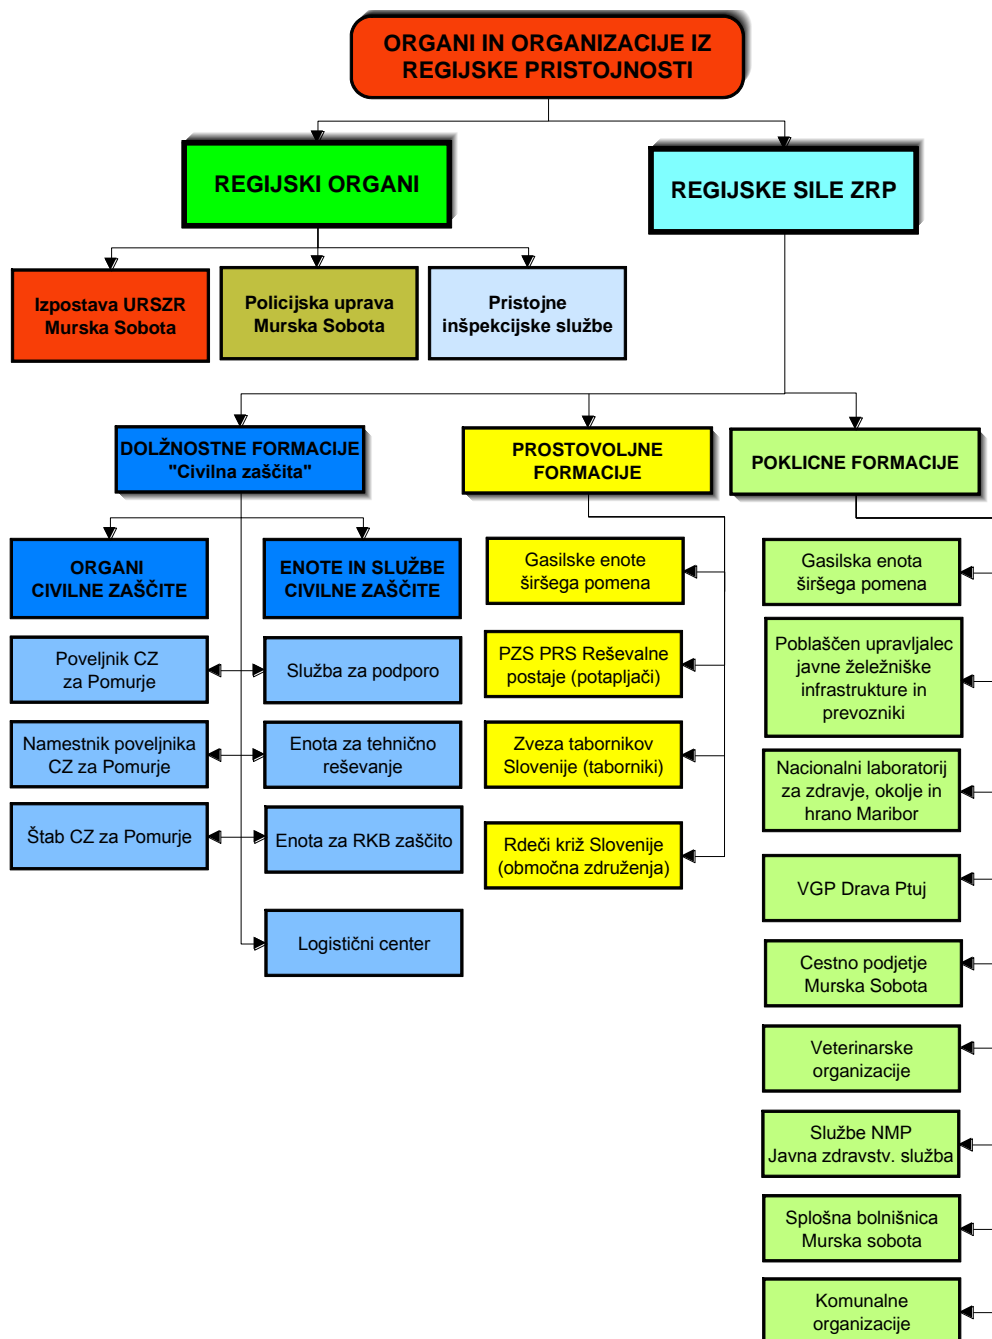 ORGANI IN ORGANIZACIJE IZ
REGIJSKE PRISTOJNOSTI
REGIJSKI ORGANI
REGIJSKE SILE ZRP
Izpostava URSZR
Murska Sobota
Policijska uprava
Murska Sobota
Pristojne
inšpekcijske službe
DOLŽNOSTNE FORMACIJE
"Civilna zaščita"
PROSTOVOLJNE
FORMACIJE
POKLICNE FORMACIJE
ORGANI
CIVILNE ZAŠČITE
ENOTE IN SLUŽBE
CIVILNE ZAŠČITE
Poveljnik CZ
za Pomurje
Namestnik poveljnika
CZ za Pomurje
Štab CZ za Pomurje
Služba za podporo
Enota za tehnično
reševanje
Enota za RKB zaščito
Logistični center
Gasilske enote
širšega pomena
PZS PRS Reševalne
postaje (potapljači)
Zveza tabornikov
Slovenije (taborniki)
Rdeči križ Slovenije
(območna združenja)
Gasilska enota
širšega pomena
Poblaščen upravljalec
javne železniške
infrastrukture in
prevozniki
Nacionalni laboratorij
za zdravje, okolje in
hrano Maribor
VGP Drava Ptuj
Cestno podjetje
Murska Sobota
Veterinarske
organizacije
Službe NMP
Javna zdravstv. služba
Splošna bolnišnica
Murska sobota
Komunalne
organizacije